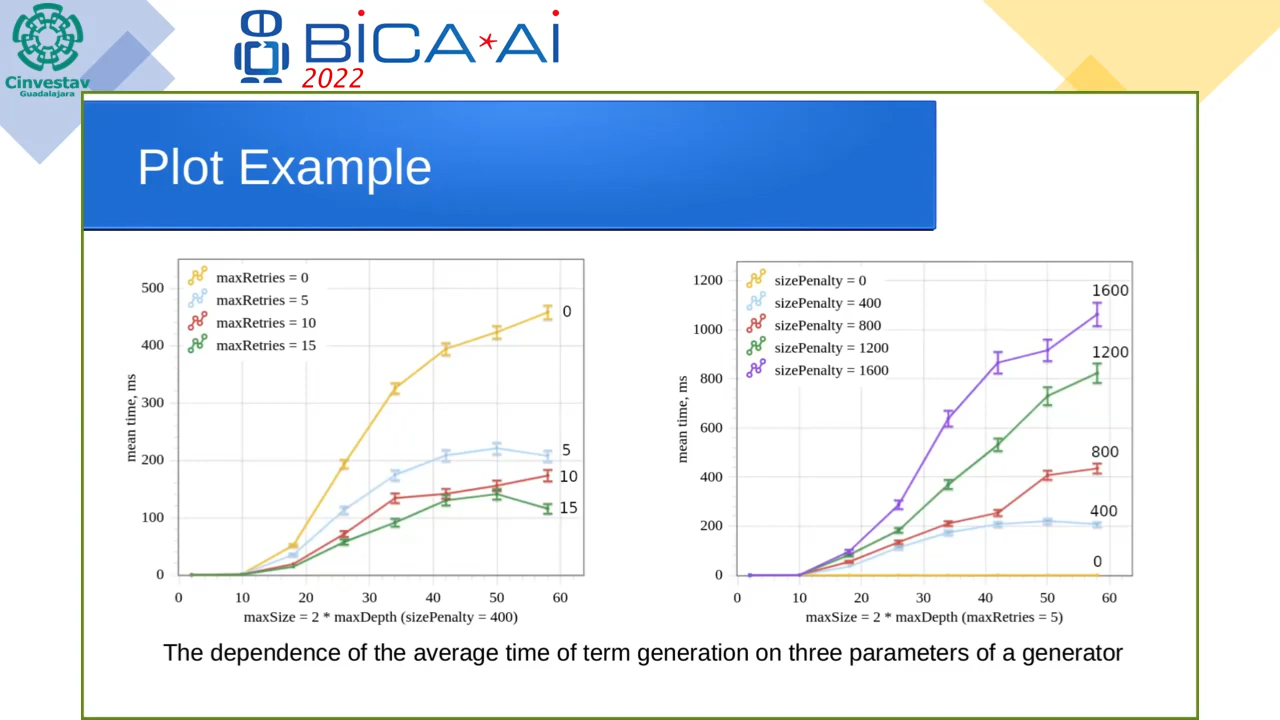 Cinvestav
Guadalajara
BiCA*Ai
2022
Plot Example
maxRetries = 0
maxRetries = 5
maxRetries = 10
maxRetries = 15
500
400
300
200
100
0
mean time, ms
0
5
10
15
0 10 20 30 40 50 60
maxSize = 2 * maxDepth (sizePenalty = 400)
sizePenalty = 0
sizePenalty = 400
sizePenalty = 800
sizePenalty = 1200
sizePenalty = 1600
1200
1000
800
600
400
200
0
mean time, ms
1600
1200
800
400
0
0 10 20 30 40 50 60
maxSize = 2 * maxDepth (maxRetries = 5)
The dependence of the average time of term generation on three parameters of a generator